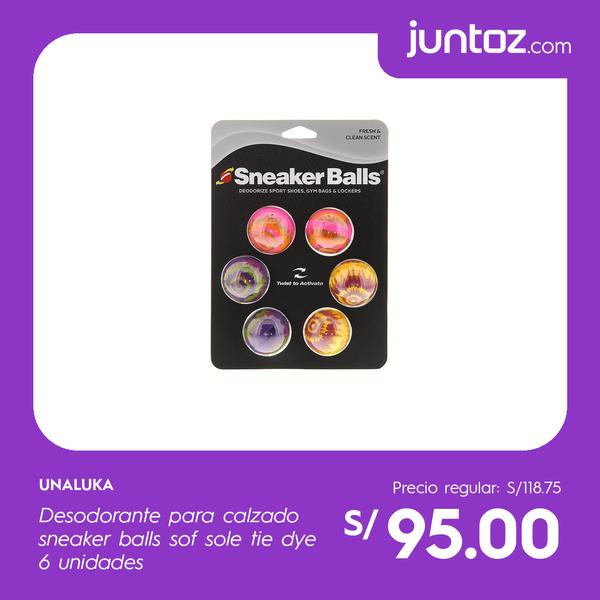 juntoz.com
FRESH &
CLEAN SCENT
SneakerBalls®
DEODORIZE SPORT SHOES, GYM BAGS & LOCKERS
Twist to Activate
UNALUKA
Desodorante para calzado
sneaker balls sof sole tie dye
6 unidades
Precio regular: S/118.75
S/ 95.00